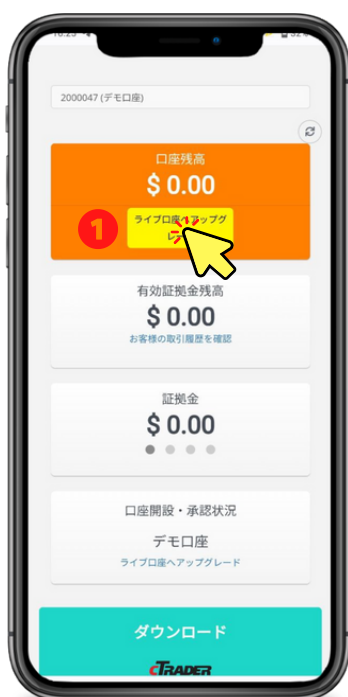 2000047 (デモ口座)
口座残高
$ 0.00
ライブ口座へアップグ
1
有効証拠金残高
$ 0.00
お客様の取引履歴を確認
証拠金
$ 0.00
口座開設・承認状況
デモ口座
ライブ口座へアップグレード
ダウンロード
cTRADER